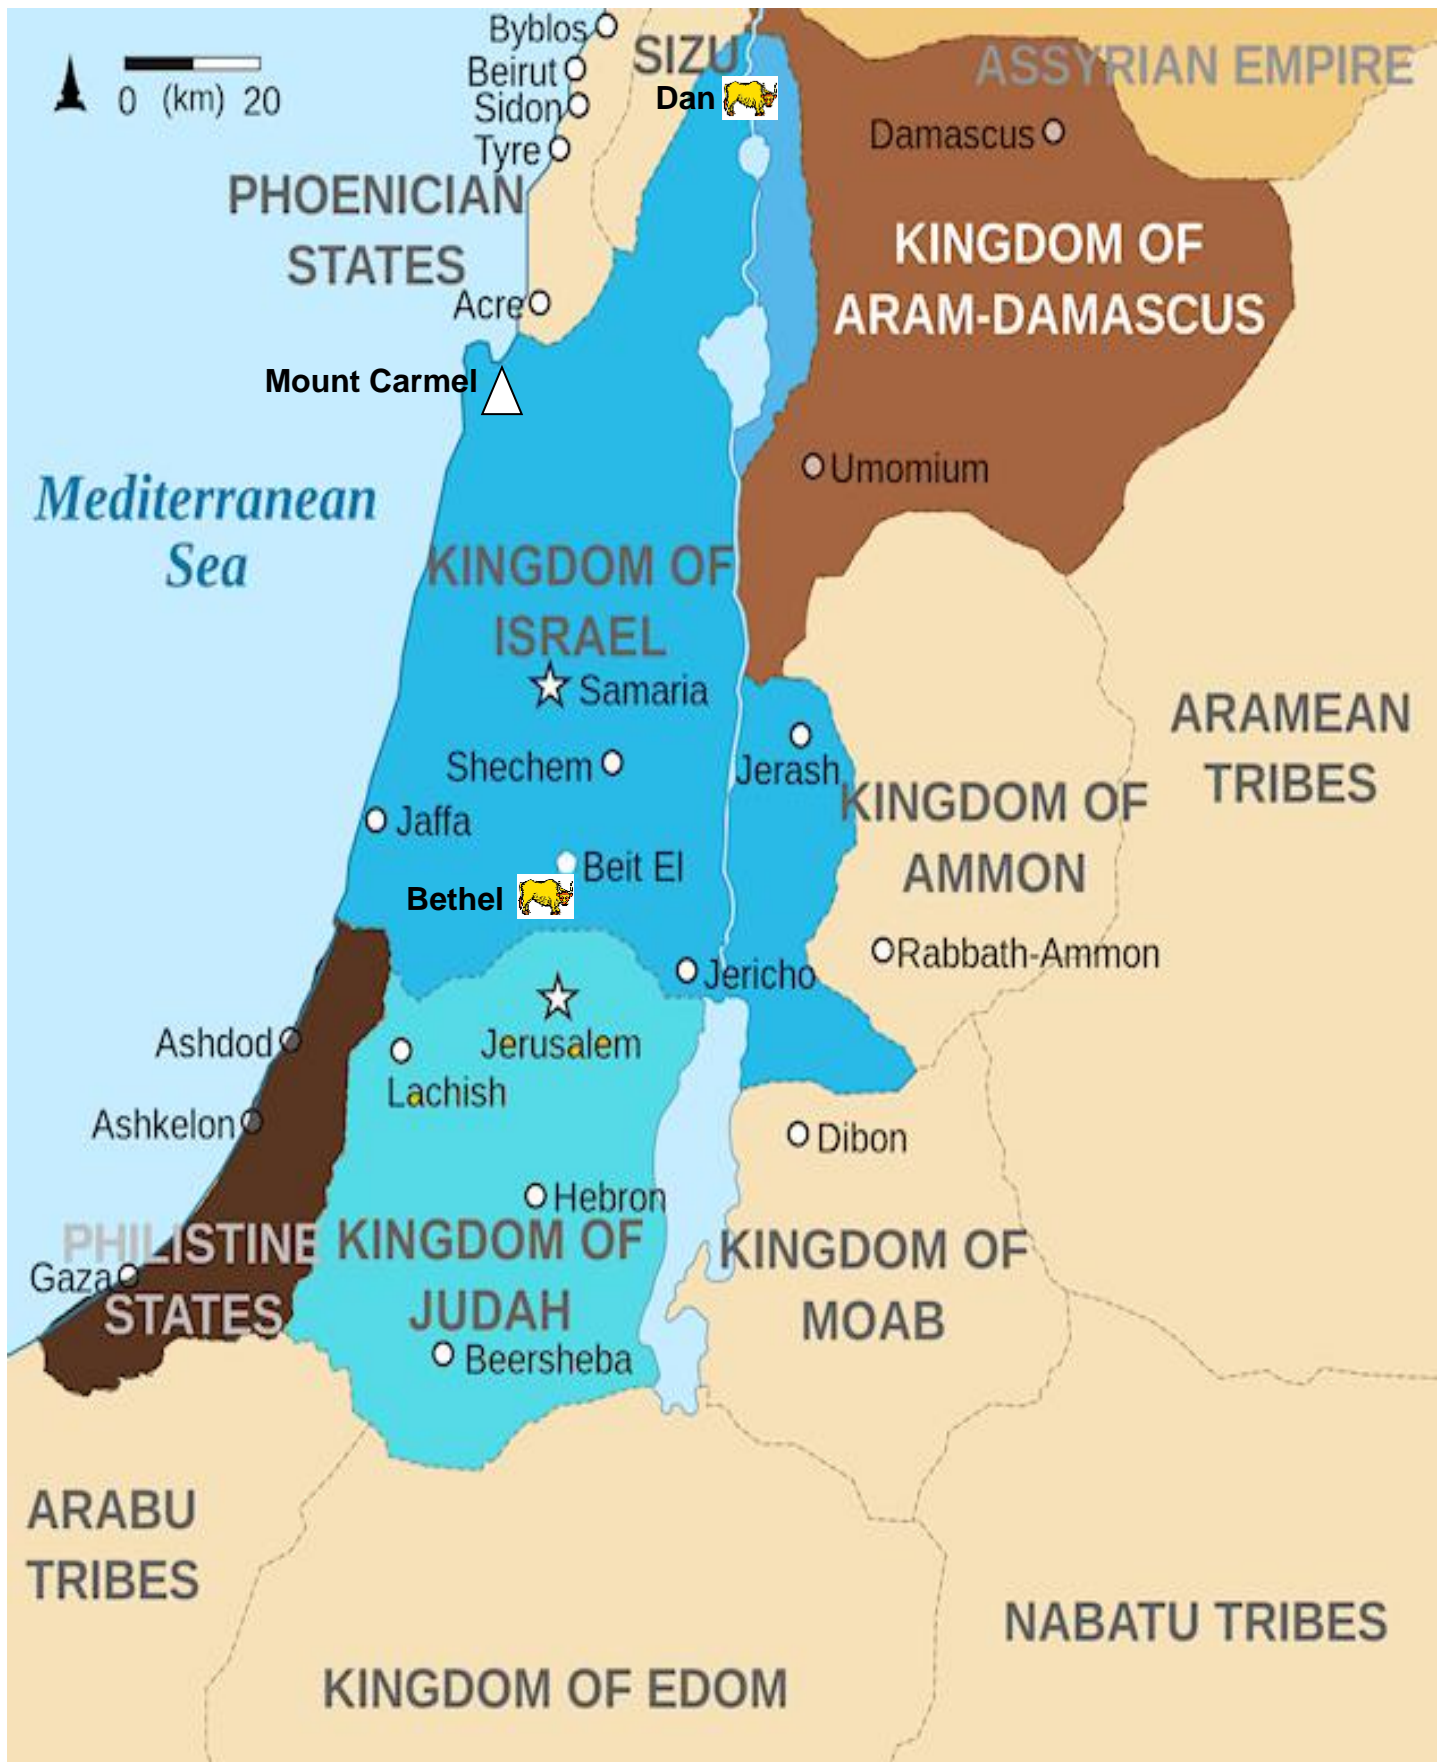 Byblos
SIZU
Beirut
ASSYRIAN EMPIRE
0 (km) 20
Sidon
Dan
Tyre
Damascus
PHOENICIAN
STATES
KINGDOM OF
ARAM-DAMASCUS
Acre
Mount Carmel
Umomium
Mediterranean
Sea
KINGDOM OF
ISRAEL
Samaria
ARAMEAN
TRIBES
Shechem
Jerash
KINGDOM OF
AMMON
Jaffa
Beit El
Bethel
Rabbath-Ammon
Jericho
Ashdod
Jerusalem
Lachish
Ashkelon
Dibon
Hebron
PHILISTINE
STATES
KINGDOM OF
JUDAH
KINGDOM OF
MOAB
Gaza
Beersheba
ARABU
TRIBES
NABATU TRIBES
KINGDOM OF EDOM